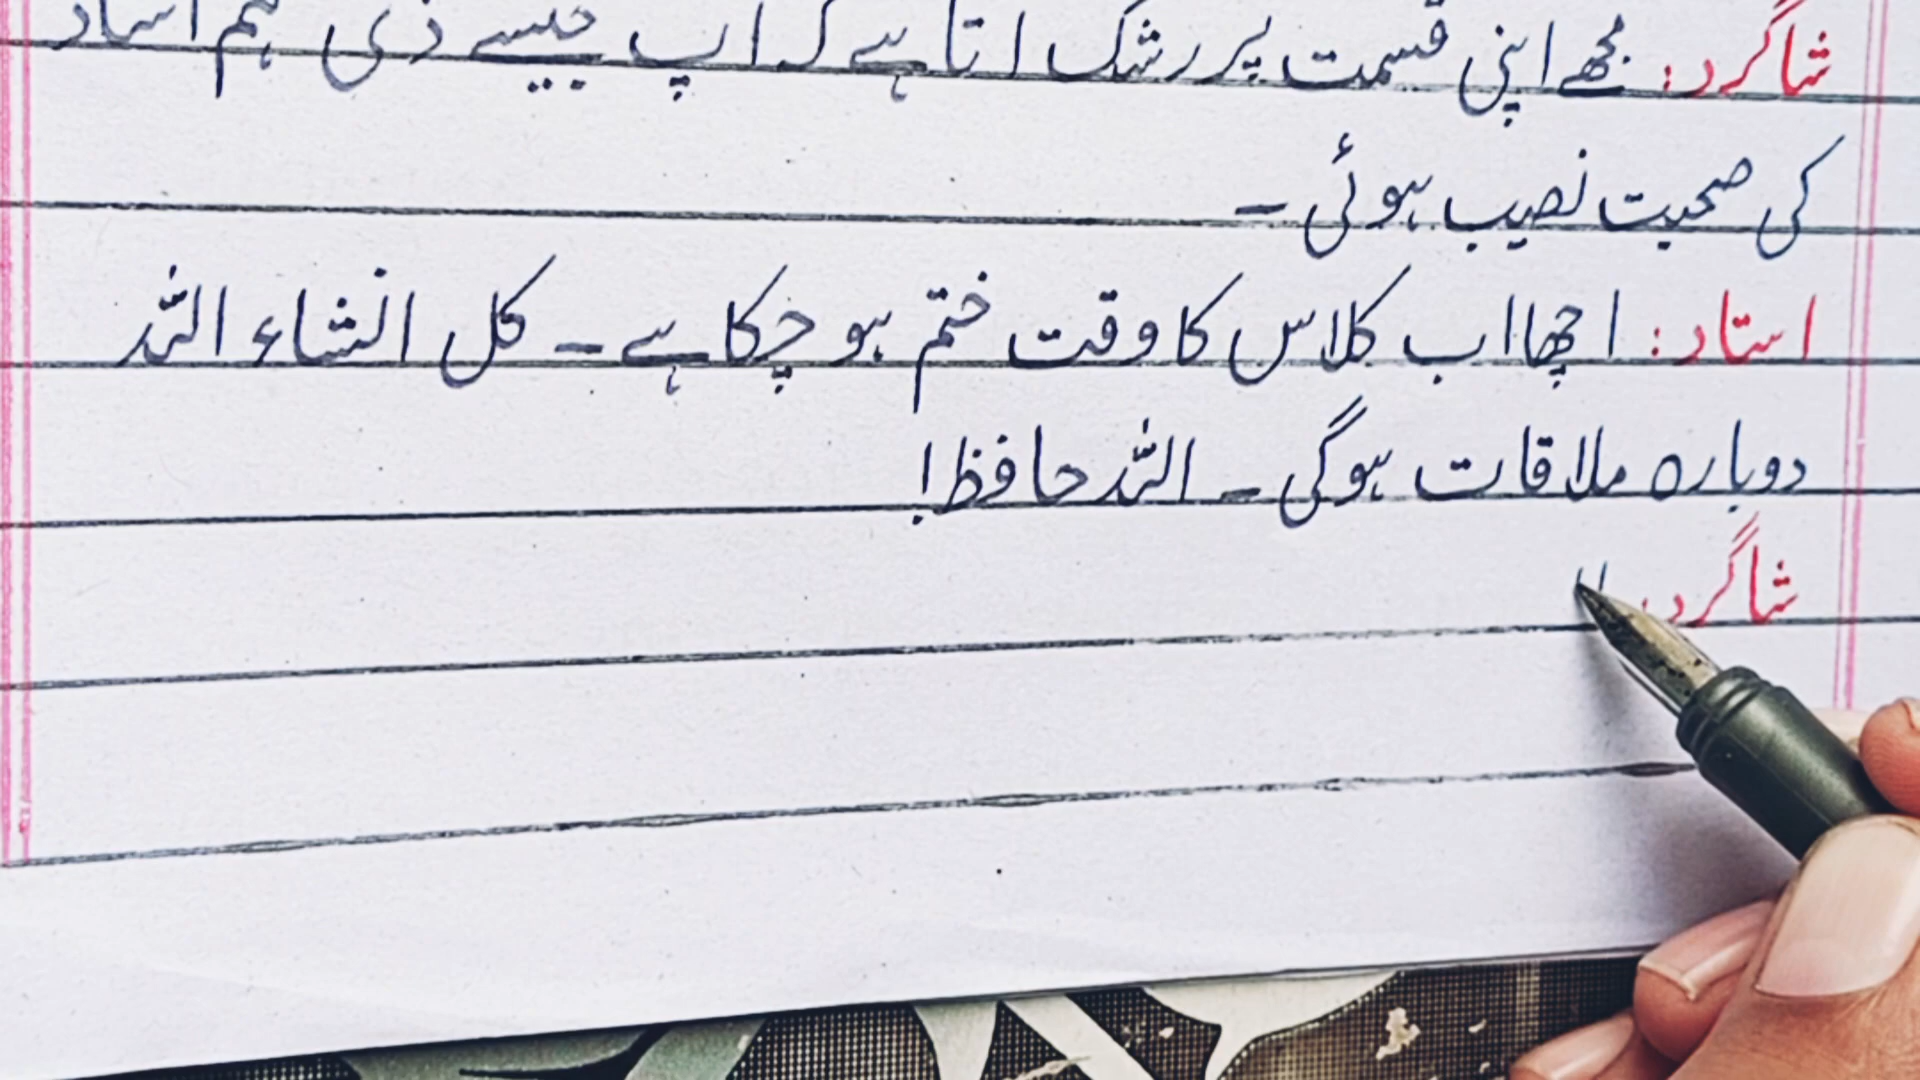 شاگرد: مجھے اپنی قسمت پر رشک آتا ہے کہ آپ جیسے ذی فہم استاد
کی صحبت نصیب ہوئی ۔
استاد: اچھا اب کلاس کا وقت ختم ہو چکا ہے ۔ کل انشاء اللہ
دوبارہ ملاقات ہوگی ۔ اللہ حافظ!
شاگرد: